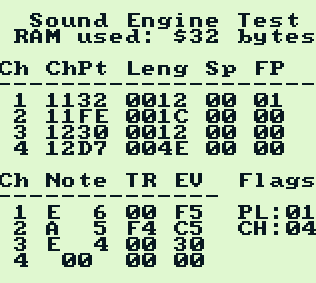 Sound Engine Test
RAM used: $32 bytes
Ch ChPt Leng Sp FP
-------------------
1 1132 0012 00 01
2 11FE 001C 00 00
3 1230 0012 00 00
4 12D7 004E 00 00
Ch Note TR EV Flags
-------------
1 E 6 00 F5 PL:01
2 A 5 F4 C5 CH:04
3 E 4 00 30
4 00 00 00